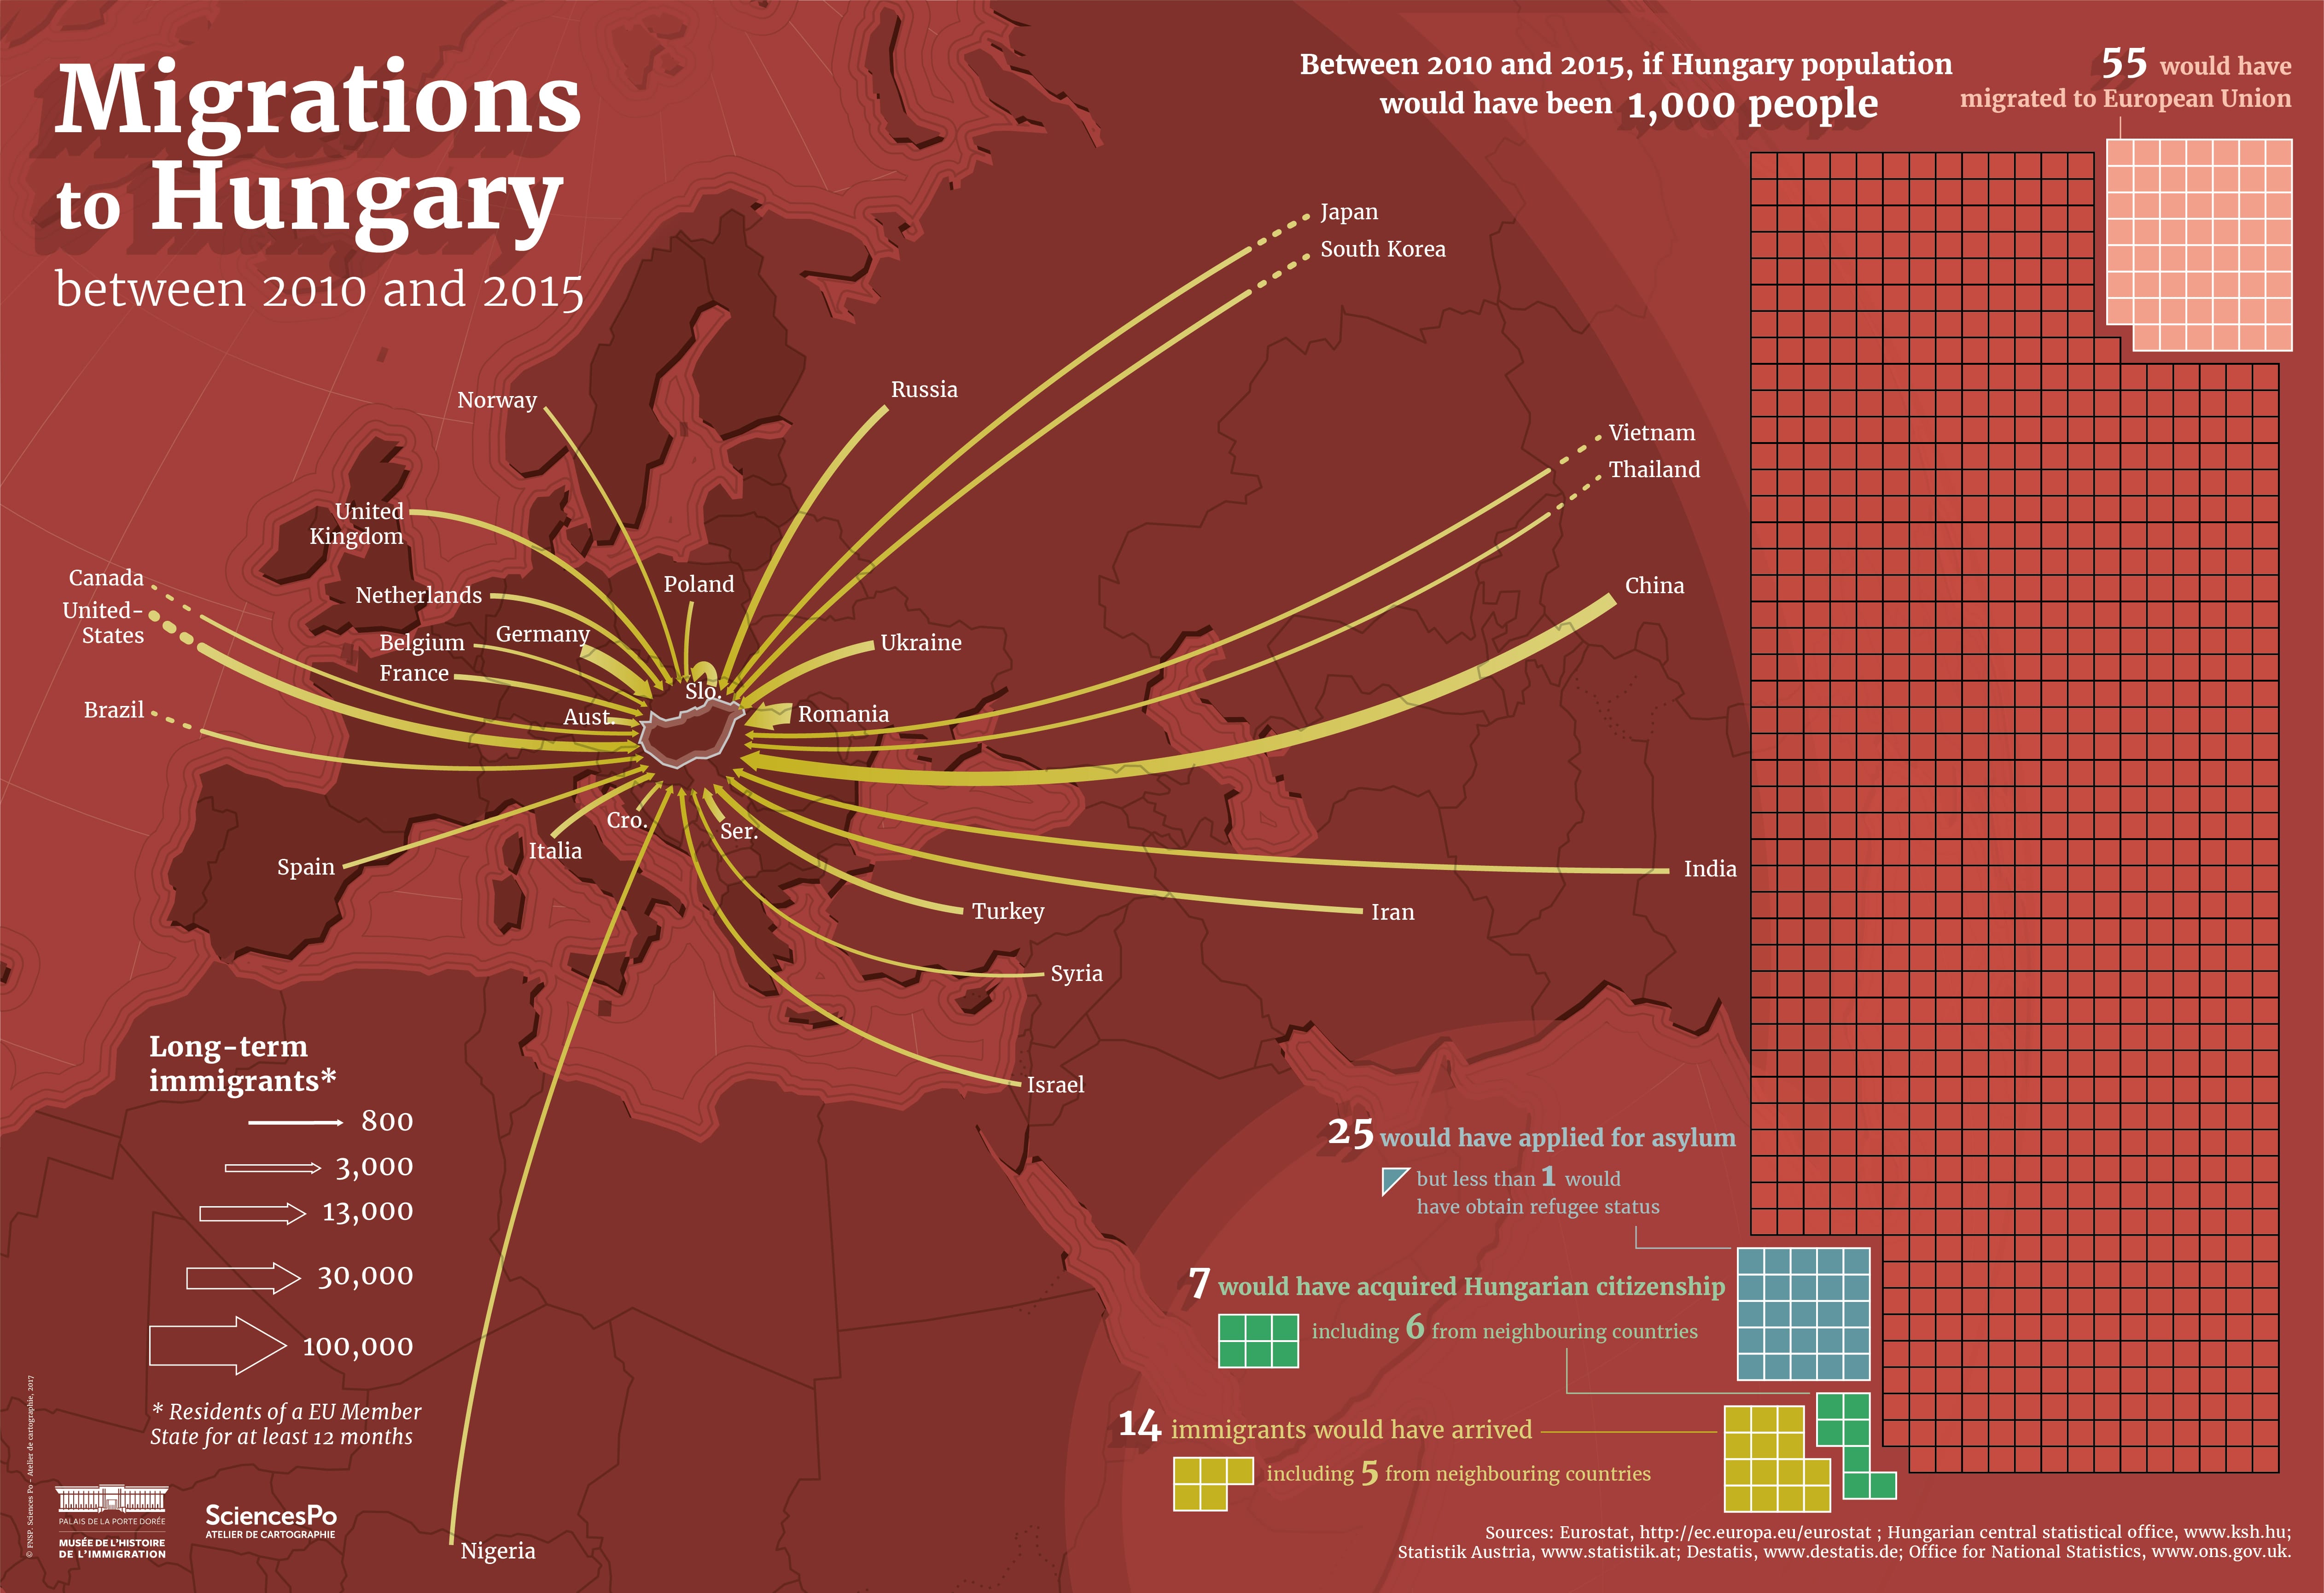 Migrations
to Hungary
between 2010 and 2015
Between 2010 and 2015, if Hungary population
would have been 1,000 people
55 would have
migrated to European Union
Japan
South Korea
Russia
Norway
Vietnam
Thailand
United
Kingdom
Canada
United-
States
Netherlands
Poland
China
Belgium
Germany
Ukraine
France
Slo.
Brazil
Aust.
Romania
Cro.
Ser.
Italia
Spain
India
Turkey
Iran
Syria
Israel
Nigeria
Long-term
immigrants*
800
3,000
13,000
30,000
100,000
* Residents of a EU Member
State for at least 12 months
25 would have applied for asylum
but less than 1 would
have obtain refugee status
7 would have acquired Hungarian citizenship
including 6 from neighbouring countries
14 immigrants would have arrived
including 5 from neighbouring countries
© FNSP. Sciences Po - Atelier de cartographie, 2017
PALAIS DE LA PORTE DORÉE
MUSÉE DE L'HISTOIRE
DE L'IMMIGRATION
SciencesPo
ATELIER DE CARTOGRAPHIE
Sources: Eurostat, http://ec.europa.eu/eurostat ; Hungarian central statistical office, www.ksh.hu;
Statistik Austria, www.statistik.at; Destatis, www.destatis.de; Office for National Statistics, www.ons.gov.uk.